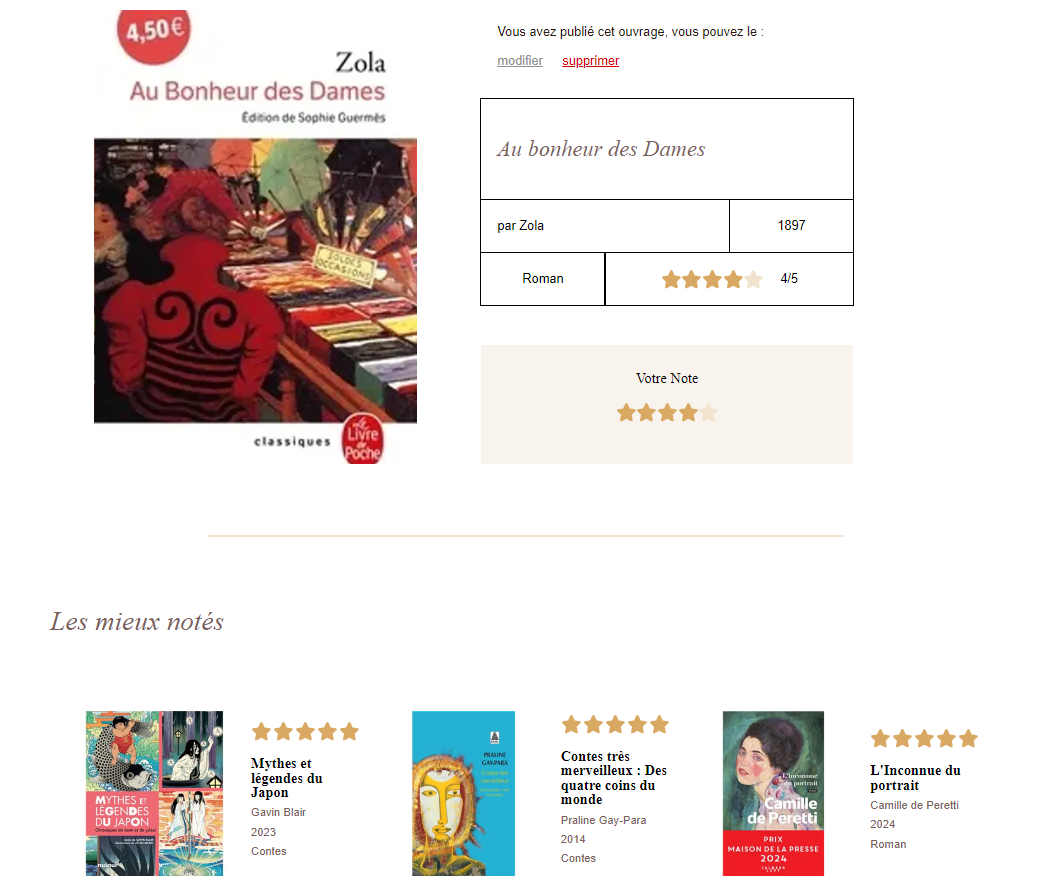 4,50€
Zola
Au Bonheur des Dames
Édition de Sophie Guermès
SOLDES
OCCASIONS
classiques
Le
Livre
de
Poche
Vous avez publié cet ouvrage, vous pouvez le :
modifier supprimer
Au bonheur des Dames
par Zola 1897
Roman 4/5
Votre Note
Les mieux notés
MYTHES ET
LÉGENDES
DU JAPON
Mythes et
légendes du
Japon
Gavin Blair
2023
Contes
PRALINE
GAY-PARA
Contes très
merveilleux
Contes très
merveilleux : Des
quatre coins du
monde
Praline Gay-Para
2014
Contes
L'Inconnue
du portrait
Camille
de Peretti
PRIX
MAISON DE LA PRESSE
2024
L'Inconnue du
portrait
Camille de Peretti
2024
Roman